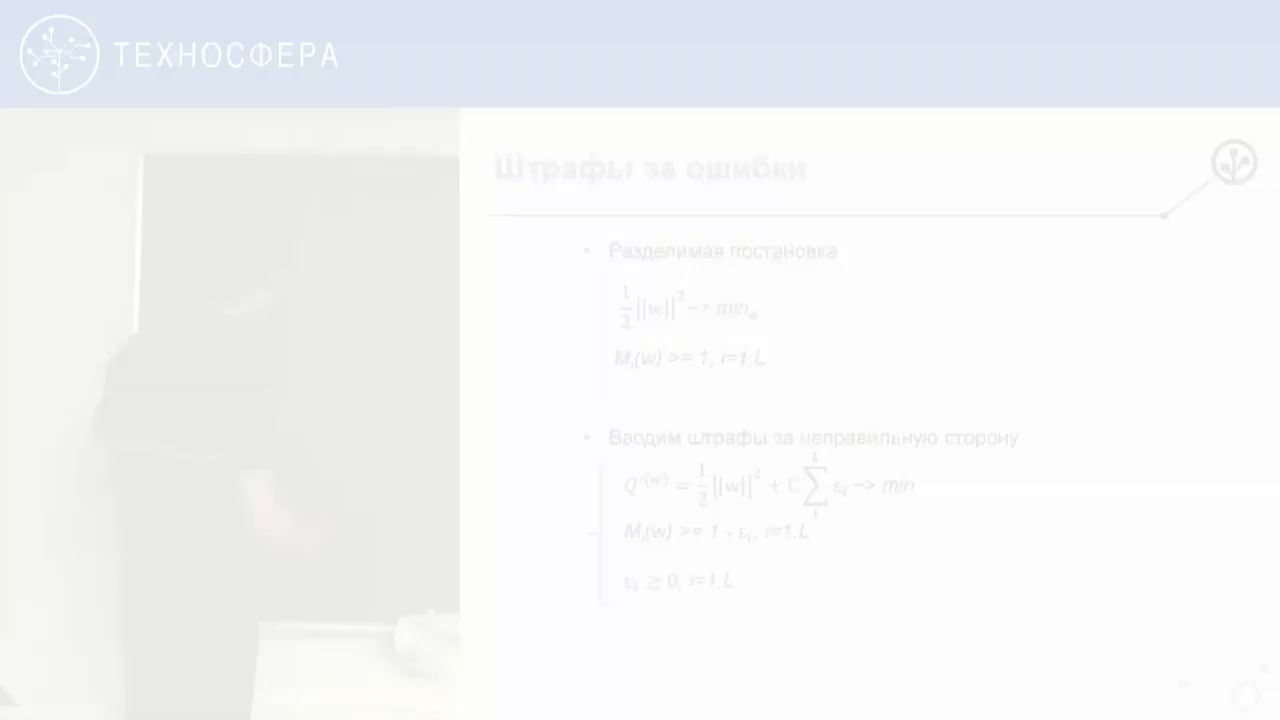 ТЕХНОСФЕРА
Штрафы за ошибки
• Разделимая постановка
1/2 ||w||² –> min_w
M_i(w) >= 1, i=1.L
• Вводим штрафы за неправильную сторону
Q'^(w) = 1/2 ||w||² + C ∑ ε_i –> min
M_i(w) >= 1 - ε_i, i=1.L
ε_i ≥ 0, i=1.L